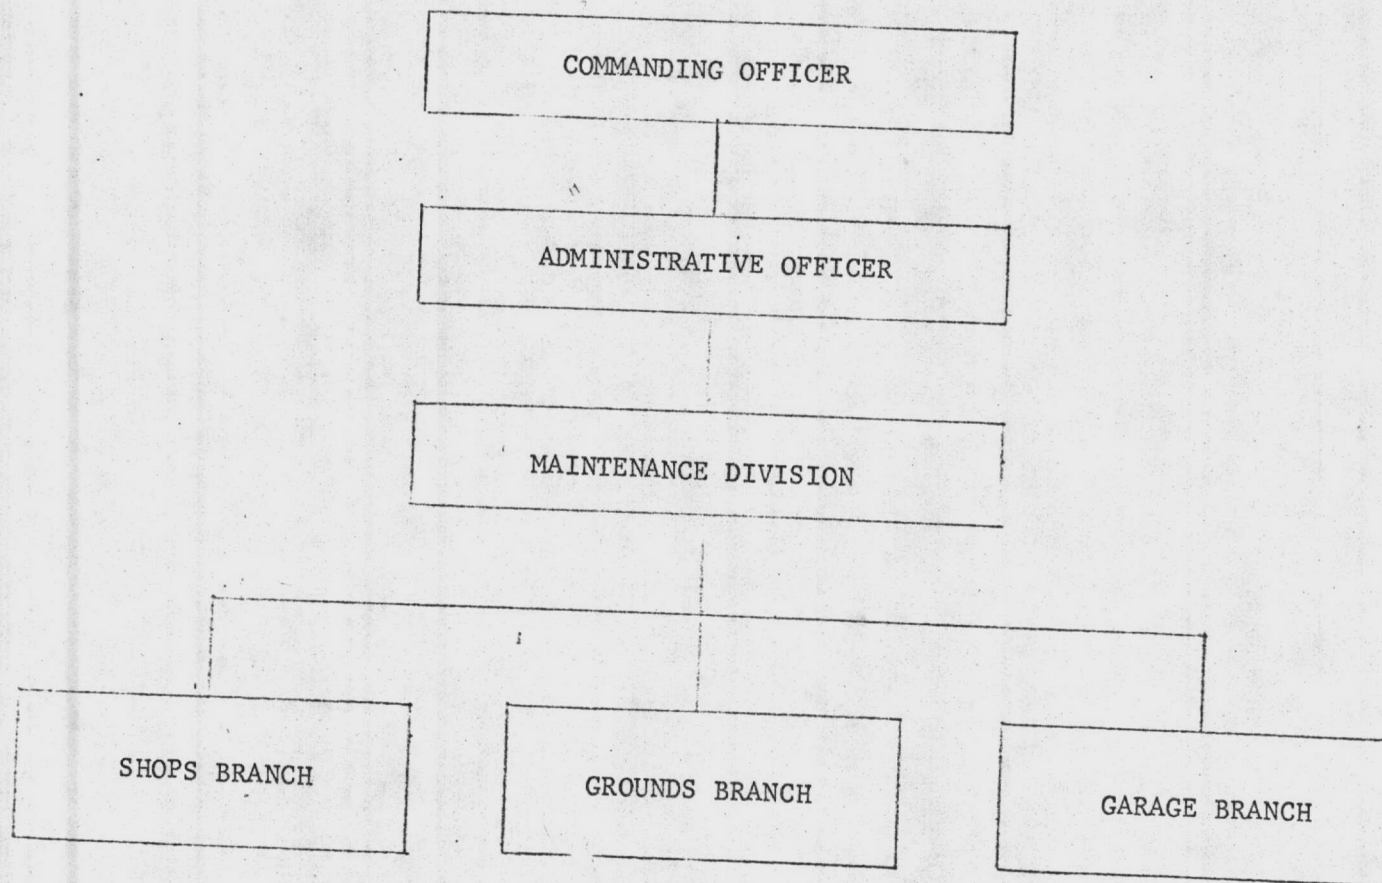 COMMANDING OFFICER
ADMINISTRATIVE OFFICER
MAINTENANCE DIVISION
SHOPS BRANCH
GROUNDS BRANCH
GARAGE BRANCH